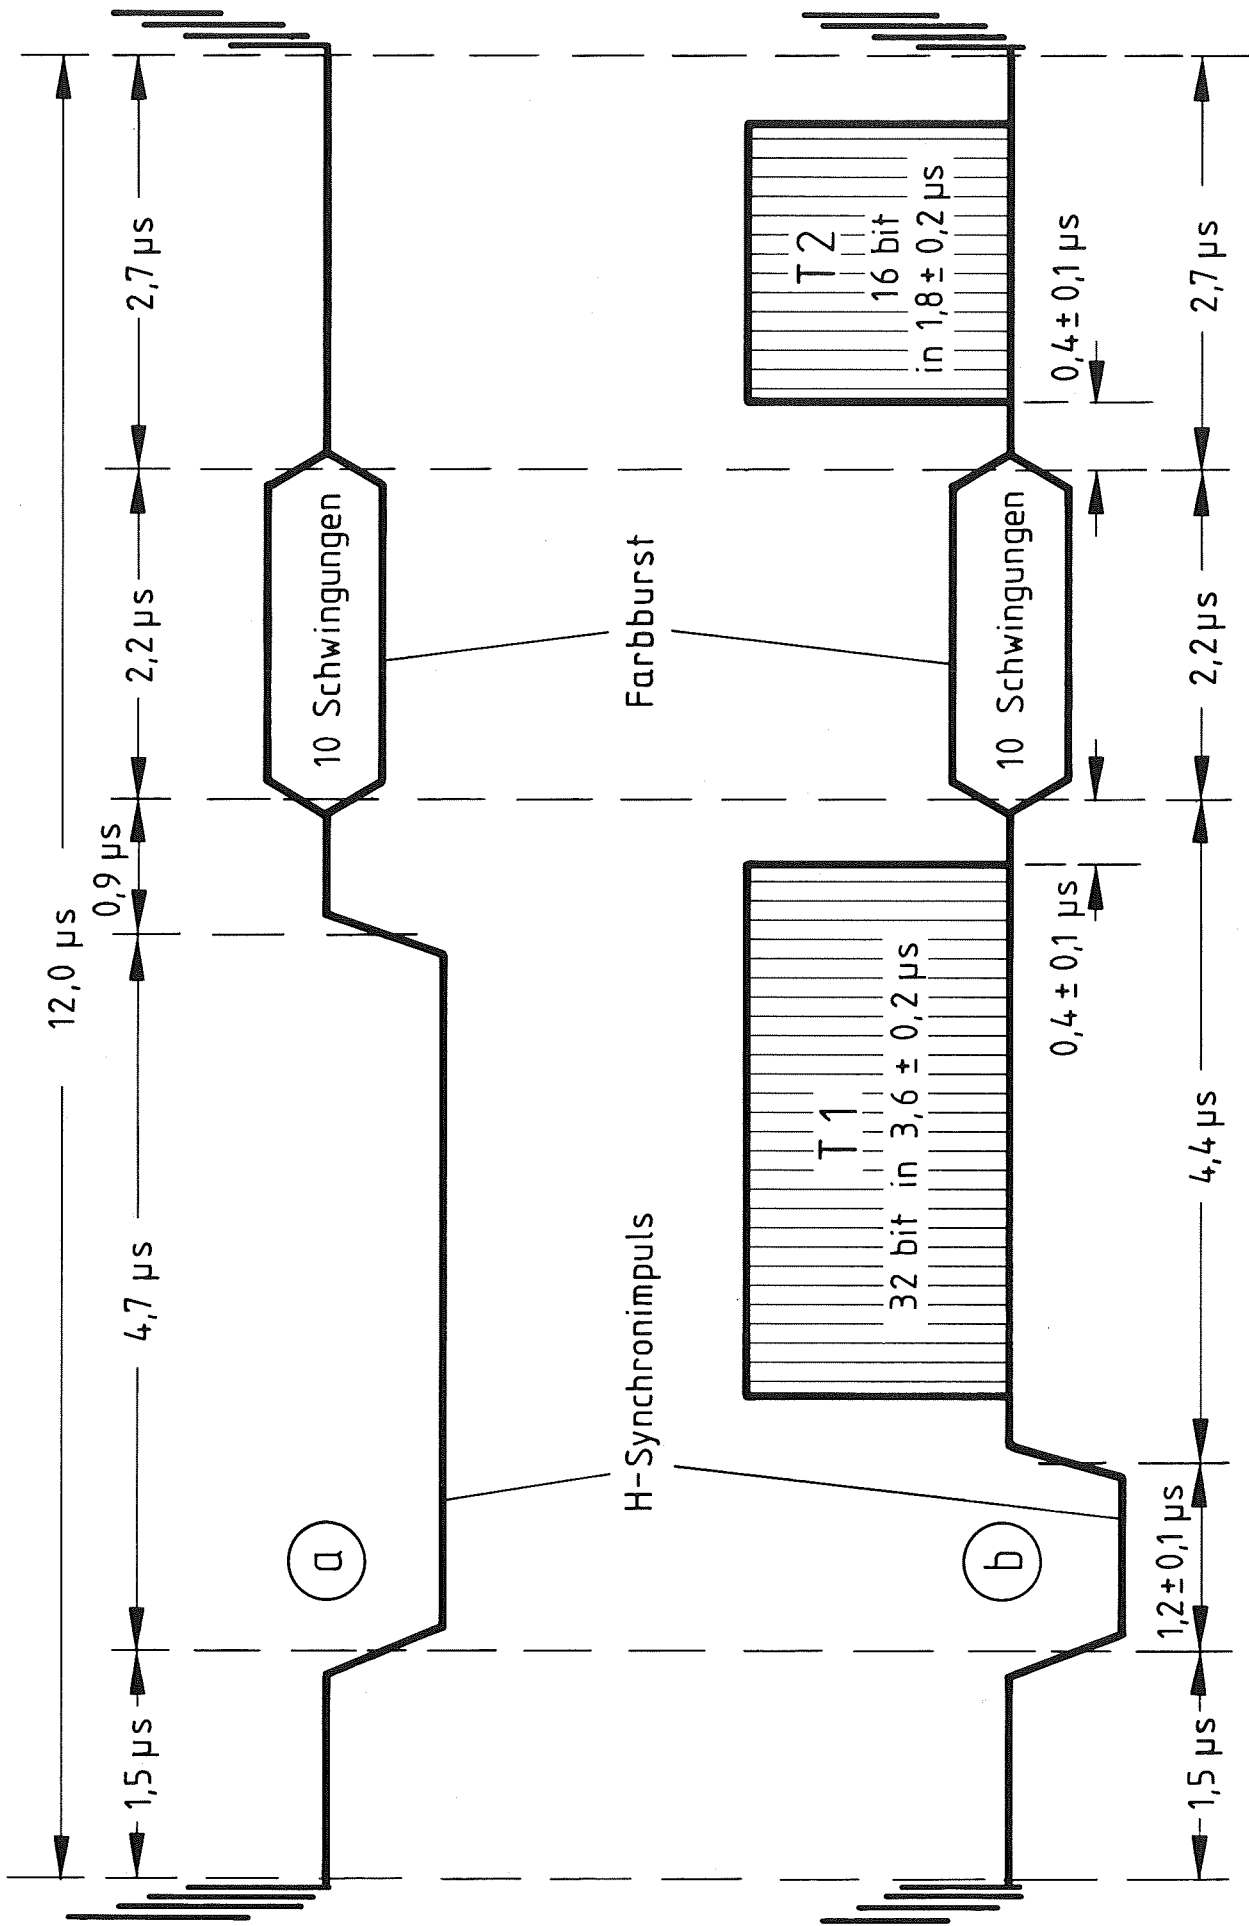 12,0 µs
1,5 µs
4,7 µs
0,9 µs
2,2 µs
2,7 µs
a
10 Schwingungen
H-Synchronimpuls
Farbburst
T1
32 bit in 3,6 ± 0,2 µs
T2
16 bit
in 1,8 ± 0,2 µs
b
10 Schwingungen
0,4 ± 0,1 µs
0,4 ± 0,1 µs
1,2 ± 0,1 µs
1,5 µs
4,4 µs
2,2 µs
2,7 µs